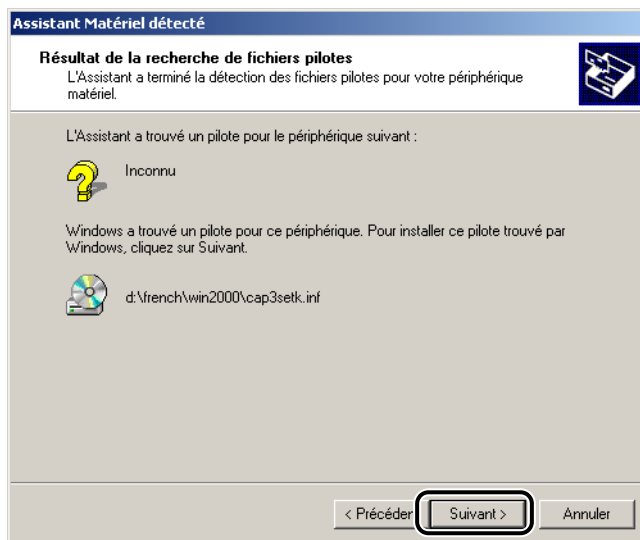 Assistant Matériel détecté
Résultat de la recherche de fichiers pilotes
L'Assistant a terminé la détection des fichiers pilotes pour votre périphérique
matériel.
L'Assistant a trouvé un pilote pour le périphérique suivant :
Inconnu
Windows a trouvé un pilote pour ce périphérique. Pour installer ce pilote trouvé par
Windows, cliquez sur Suivant.
d:\french\win2000\cap3setk.inf
< Précéden Suivant > Annuler